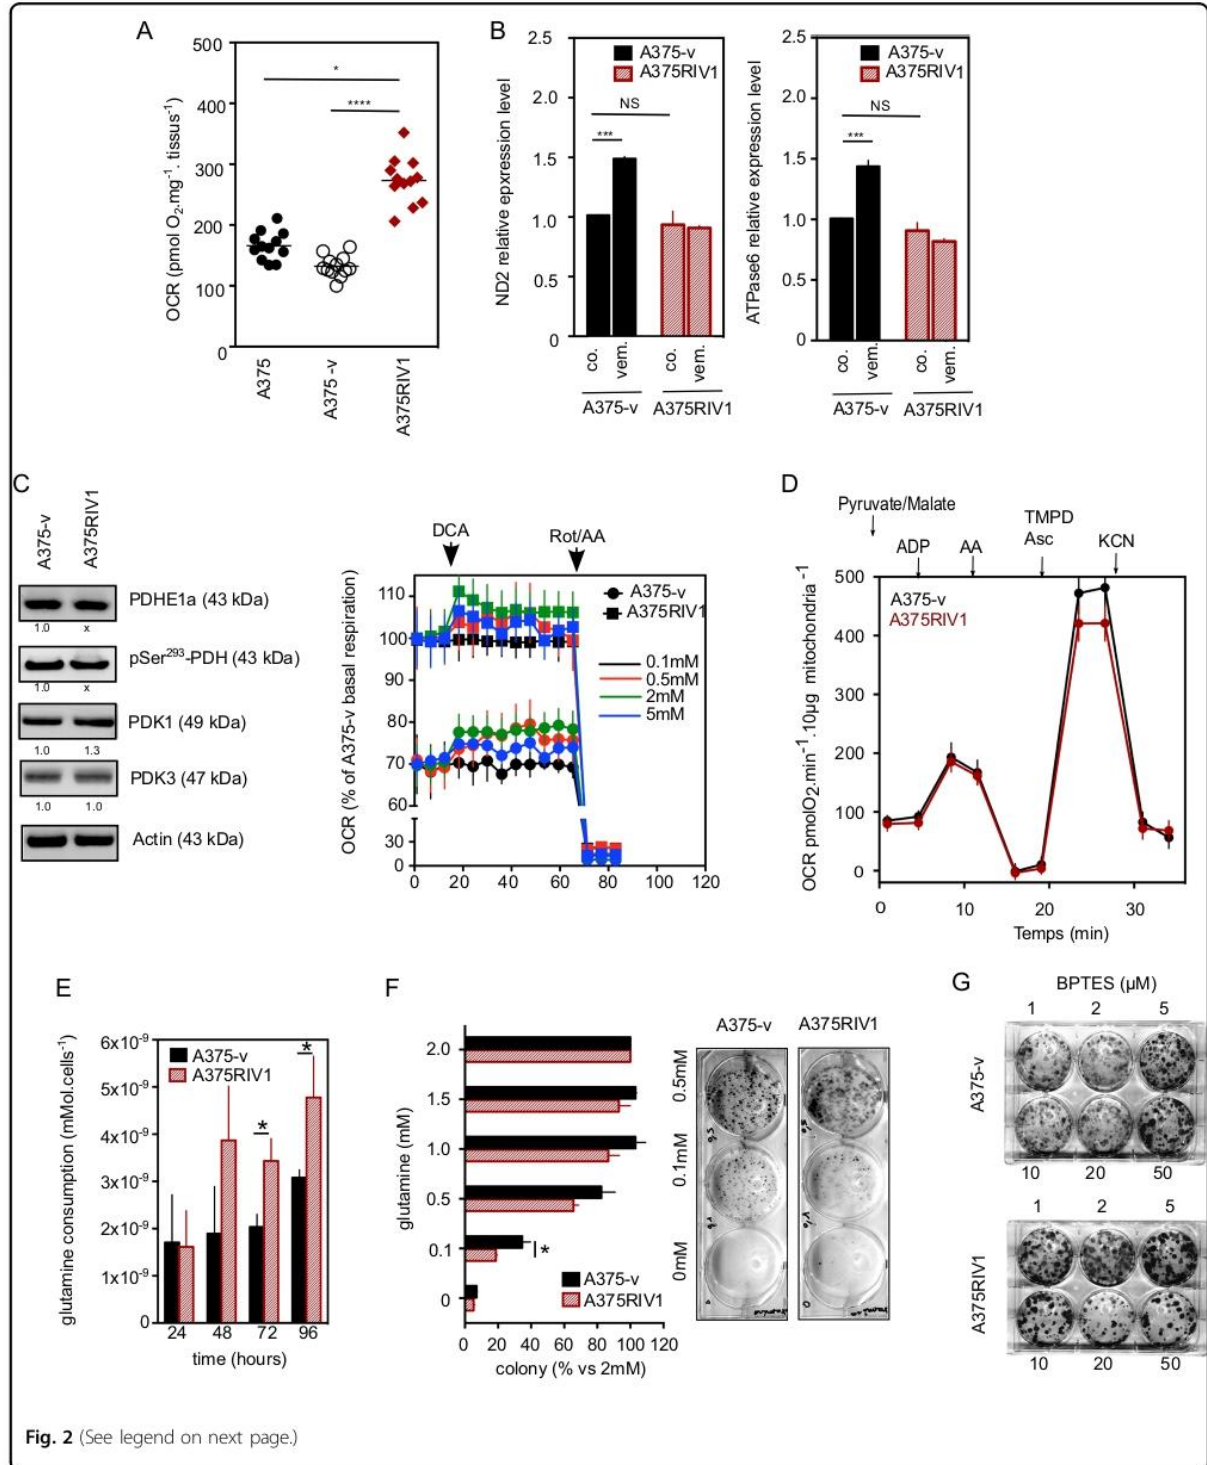 A
500
400
300
200
100
0
OCR (pmol O2.mg-1. tissus-1)
*
****
A375
A375 -v
A375RIV1
B
2.5
2.0
1.5
1.0
0.5
0
ND2 relative epxression level
A375-v
A375RIV1
NS
***
co.
vem.
co.
vem.
A375-v
A375RIV1
2.5
2.0
1.5
1.0
0.5
0
ATPase6 relative expression level
A375-v
A375RIV1
NS
***
co.
vem.
co.
vem.
A375-v
A375RIV1
C
A375-v
A375RIV1
PDHE1a (43 kDa)
1.0 x
pSer293-PDH (43 kDa)
1.0 x
PDK1 (49 kDa)
1.0 1.3
PDK3 (47 kDa)
1.0 1.0
Actin (43 kDa)
DCA
Rot/AA
OCR (% of A375-v basal respiration)
110
100
90
80
70
60
30
0
A375-v
A375RIV1
0.1mM
0.5mM
2mM
5mM
0 20 40 60 80 100 120
D
Pyruvate/Malate
ADP
AA
TMPD
Asc
KCN
500
400
300
200
100
0
OCR pmolO2.min-1.10µg mitochondria-1
A375-v
A375RIV1
0 10 20 30
Temps (min)
E
6x10-9
5x10-9
4x10-9
3x10-9
2x10-9
1x10-9
0
glutamine consumption (mMol.cells-1)
A375-v
A375RIV1
*
*
24 48 72 96
time (hours)
F
glutamine (mM)
2.0
1.5
1.0
0.5
0.1
0
*
A375-v
A375RIV1
0 20 40 60 80 100 120
colony (% vs 2mM)
A375-v A375RIV1
0.5mM
0.1mM
0mM
G
BPTES (µM)
1 2 5
A375-v
10 20 50
1 2 5
A375RIV1
10 20 50
Fig. 2 (See legend on next page.)